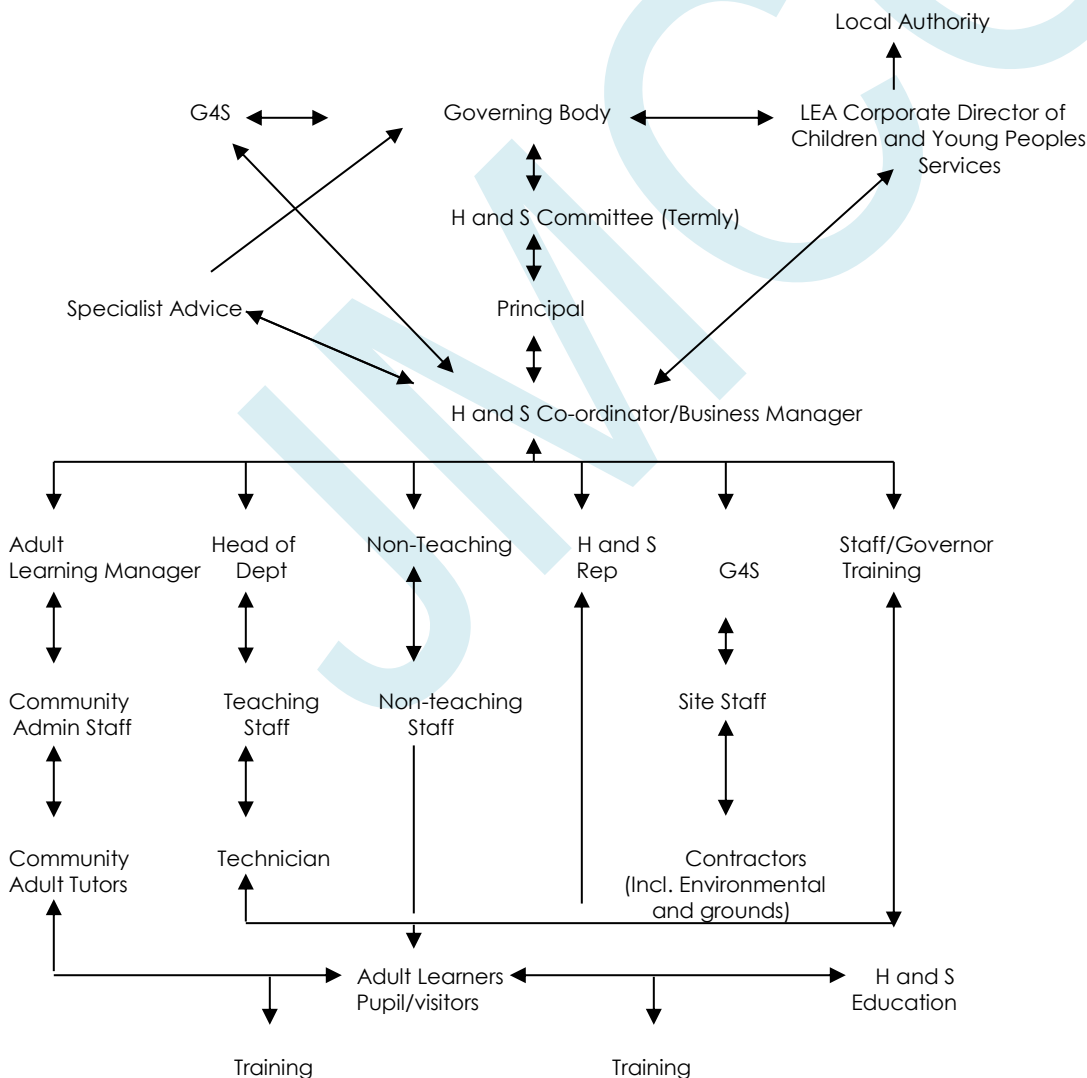 Local Authority
G4S
Governing Body
LEA Corporate Director of
Children and Young Peoples
Services
H and S Committee (Termly)
Specialist Advice
Principal
H and S Co-ordinator/Business Manager
Adult
Learning Manager
Head of
Dept
Non-Teaching
H and S
Rep
G4S
Staff/Governor
Training
Community
Admin Staff
Teaching
Staff
Non-teaching
Staff
Site Staff
Community
Adult Tutors
Technician
Contractors
(Incl. Environmental
and grounds)
Adult Learners
Pupil/visitors
H and S
Education
Training
Training
JMC